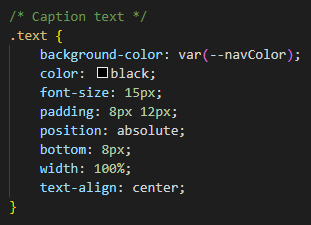 /* Caption text */
.text {
    background-color: var(--navColor);
    color: black;
    font-size: 15px;
    padding: 8px 12px;
    position: absolute;
    bottom: 8px;
    width: 100%;
    text-align: center;
}